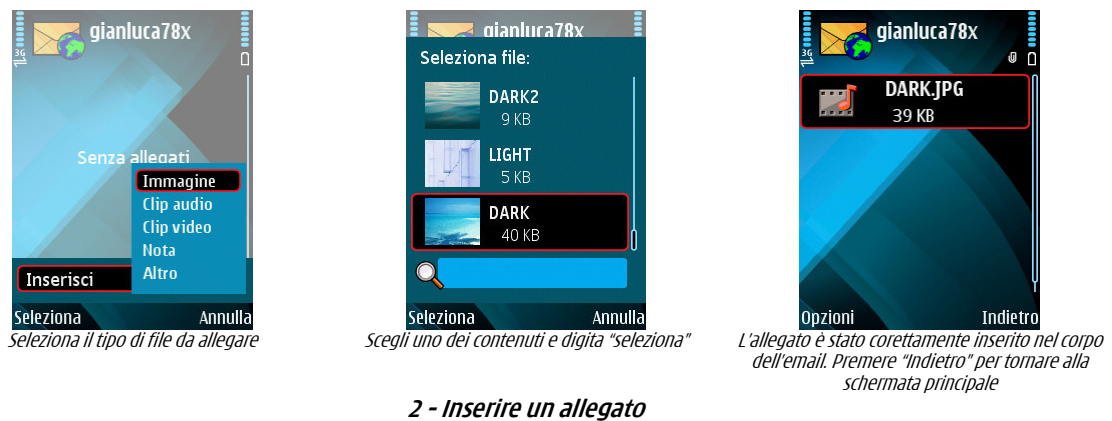 gianluca78x
3G
Senza allegati
Immagine
Clip audio
Clip video
Nota
Altro
Inserisci
Seleziona Annulla
Seleziona il tipo di file da allegare
gianluca78x
3G
Seleziona file:
DARK2
9 KB
LIGHT
5 KB
DARK
40 KB
Seleziona Annulla
Scegli uno dei contenuti e digita “seleziona”
gianluca78x
3G
DARK.JPG
39 KB
Opzioni Indietro
L'allegato è stato corettamente inserito nel corpo
dell'email. Premere “Indietro” per tornare alla
schermata principale
2 - Inserire un allegato